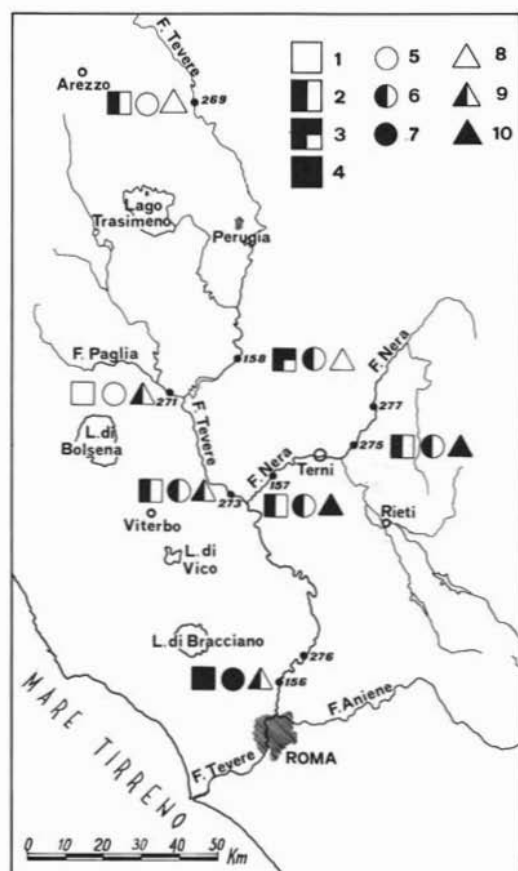 F. Tevere
1 5 8
2 6 9
3 7 10
4
Arezzo
269
Lago
Trasimeno
Perugia
F. Paglia
158
F. Nera
271
F. Tevere
277
L. di
Bolsena
275
F. Nera
Terni
157
273
Viterbo
Rieti
L. di
Vico
L. di Bracciano
276
156
F. Aniene
MARE TIRRENO
ROMA
F. Tevere
0 10 20 30 40 50
Km